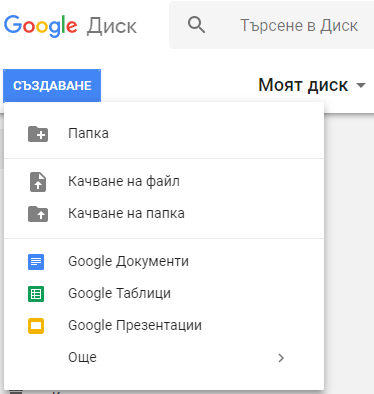 Google Диск
Търсене в Диск
СЪЗДАВАНЕ
Моят диск
Папка
Качване на файл
Качване на папка
Google Документи
Google Таблици
Google Презентации
Още